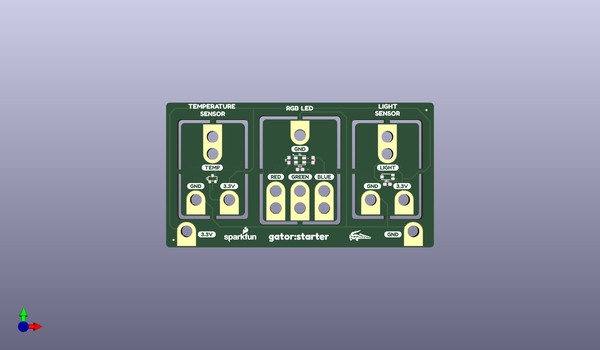 TEMPERATURE
SENSOR
RGB LED
LIGHT
SENSOR
GND
TEMP
LIGHT
RED
GREEN
BLUE
GND
3.3V
GND
3.3V
3.3V
sparkfun
gator:starter
GND